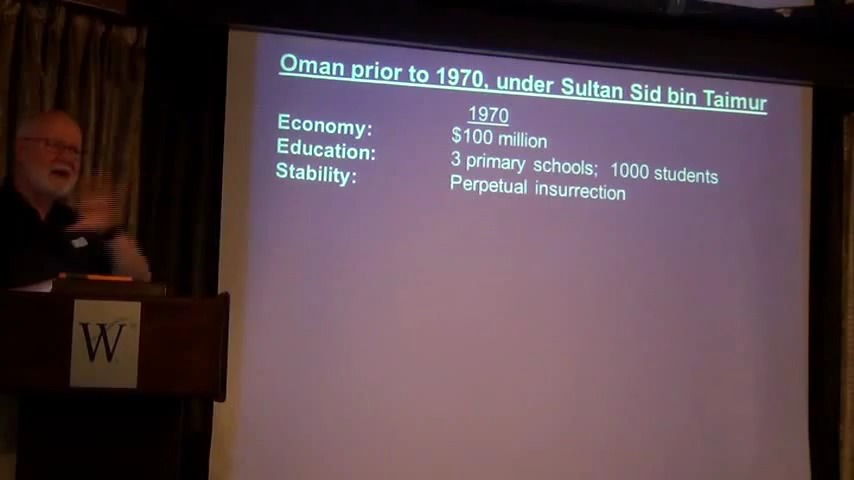 Oman prior to 1970, under Sultan Sid bin Taimur
1970
Economy: $100 million
Education: 3 primary schools; 1000 students
Stability: Perpetual insurrection
W